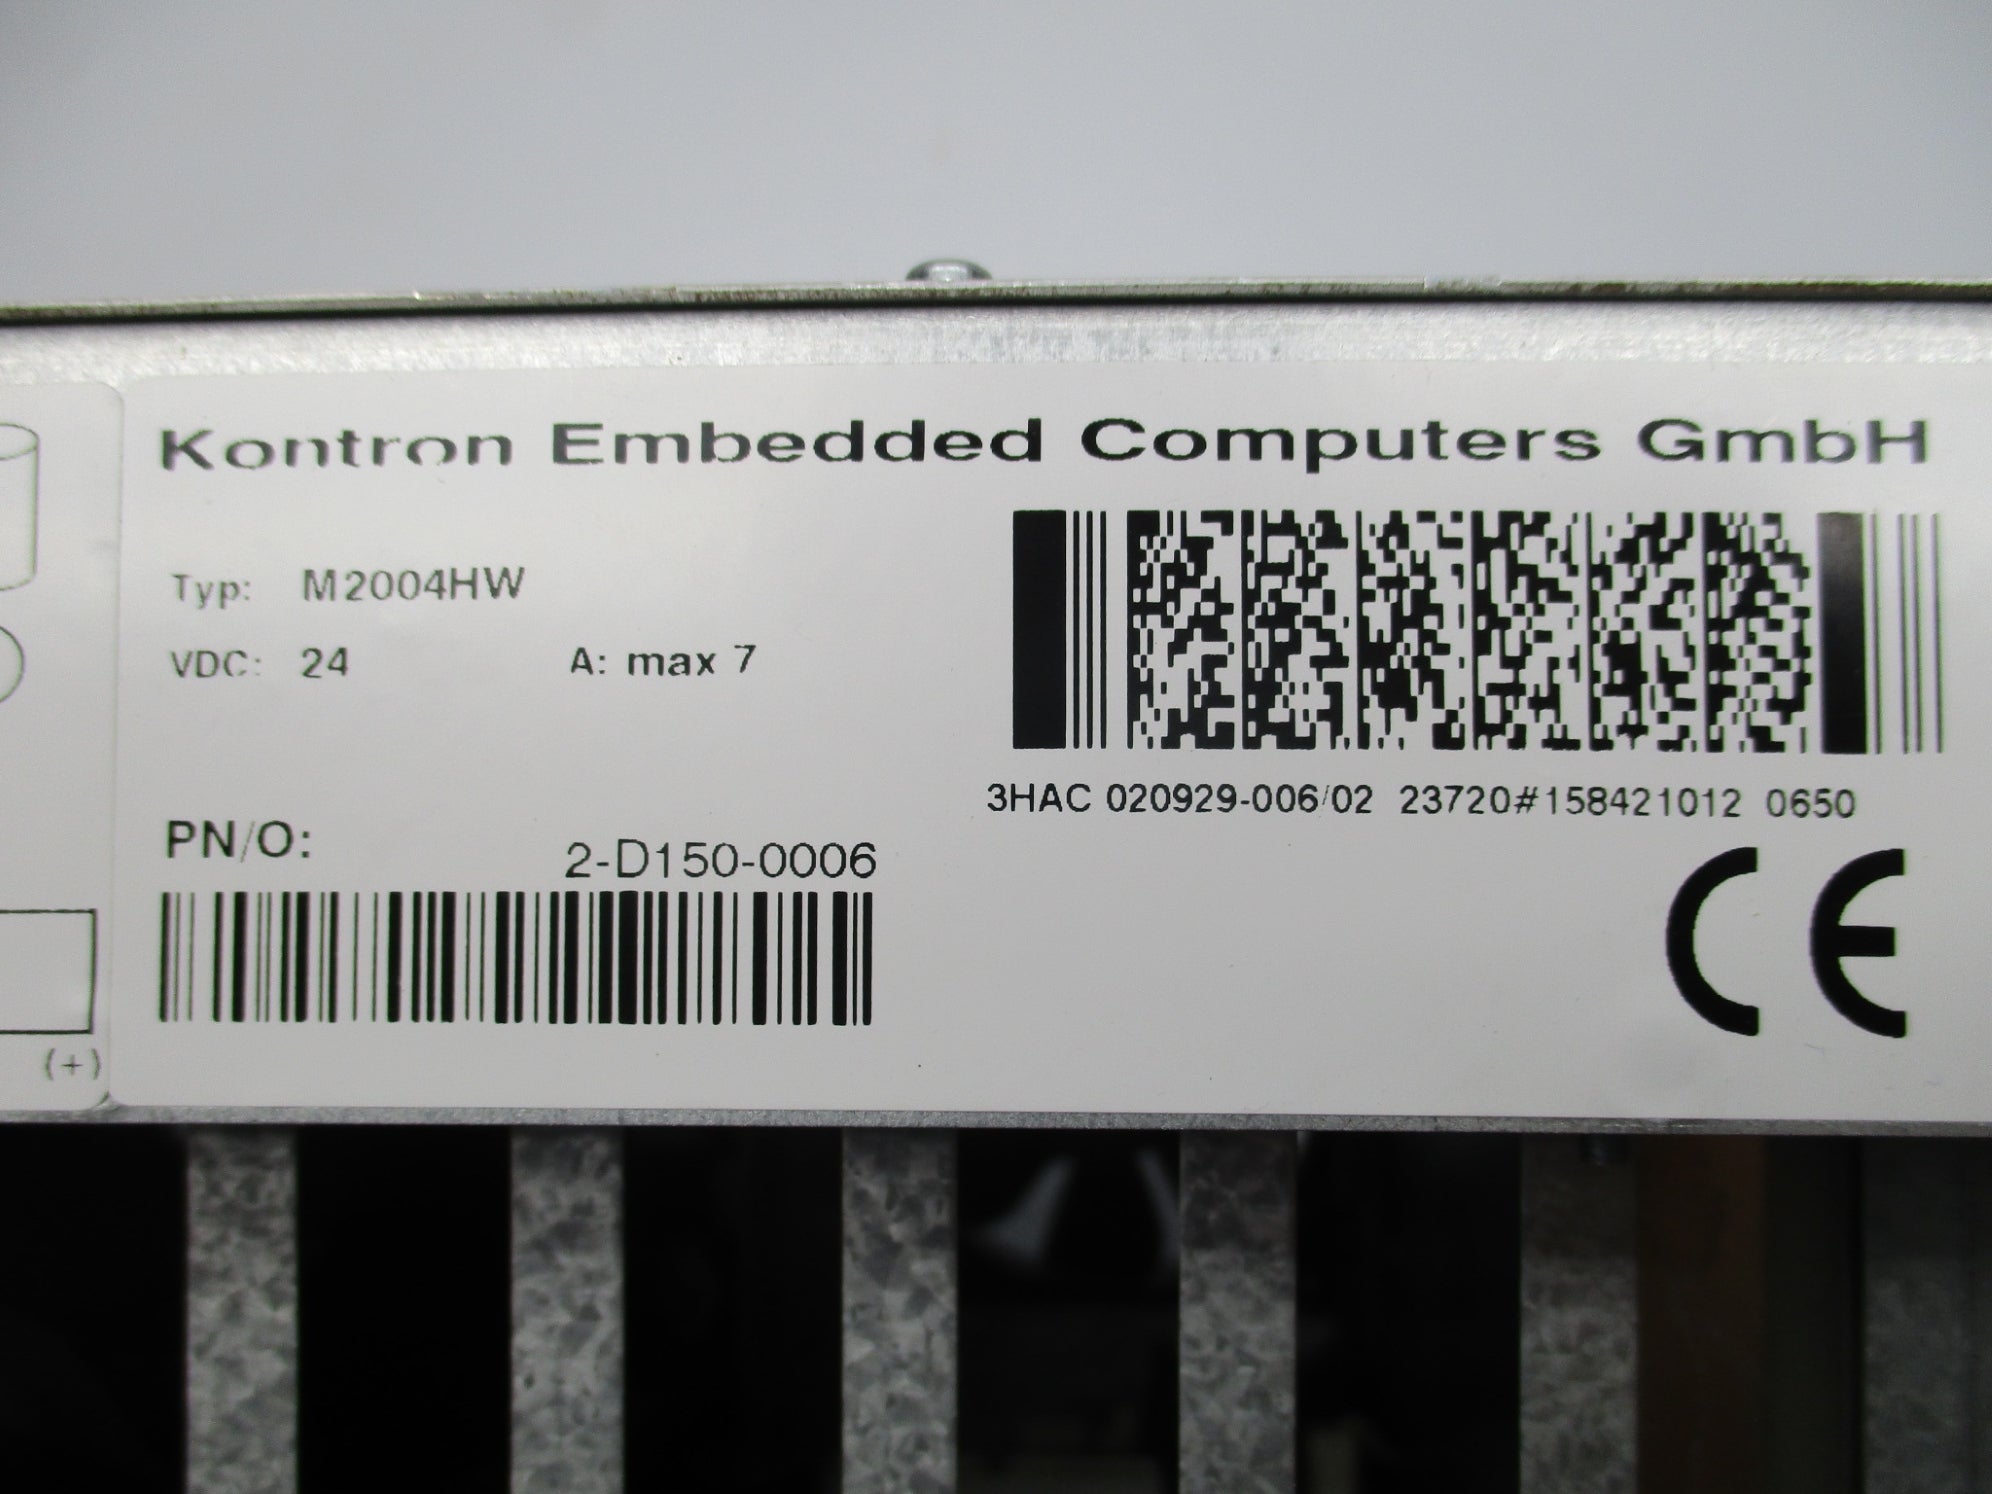 Kontron Embedded Computers GmbH
Typ: M2004HW
VDC: 24 A: max 7
3HAC 020929-006/02 23720#158421012 0650
PN/O: 2-D150-0006
CE
(+)